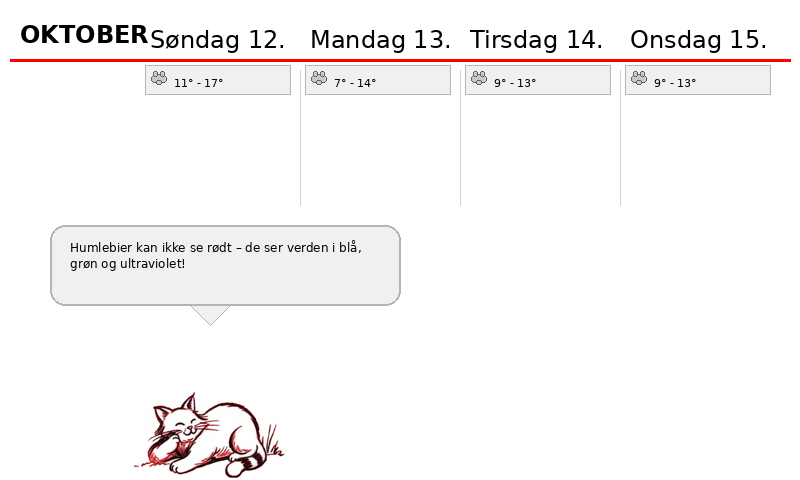 OKTOBER Søndag 12. Mandag 13. Tirsdag 14. Onsdag 15.
11° - 17° 7° - 14° 9° - 13° 9° - 13°
Humlebier kan ikke se rødt – de ser verden i blå,
grøn og ultraviolet!